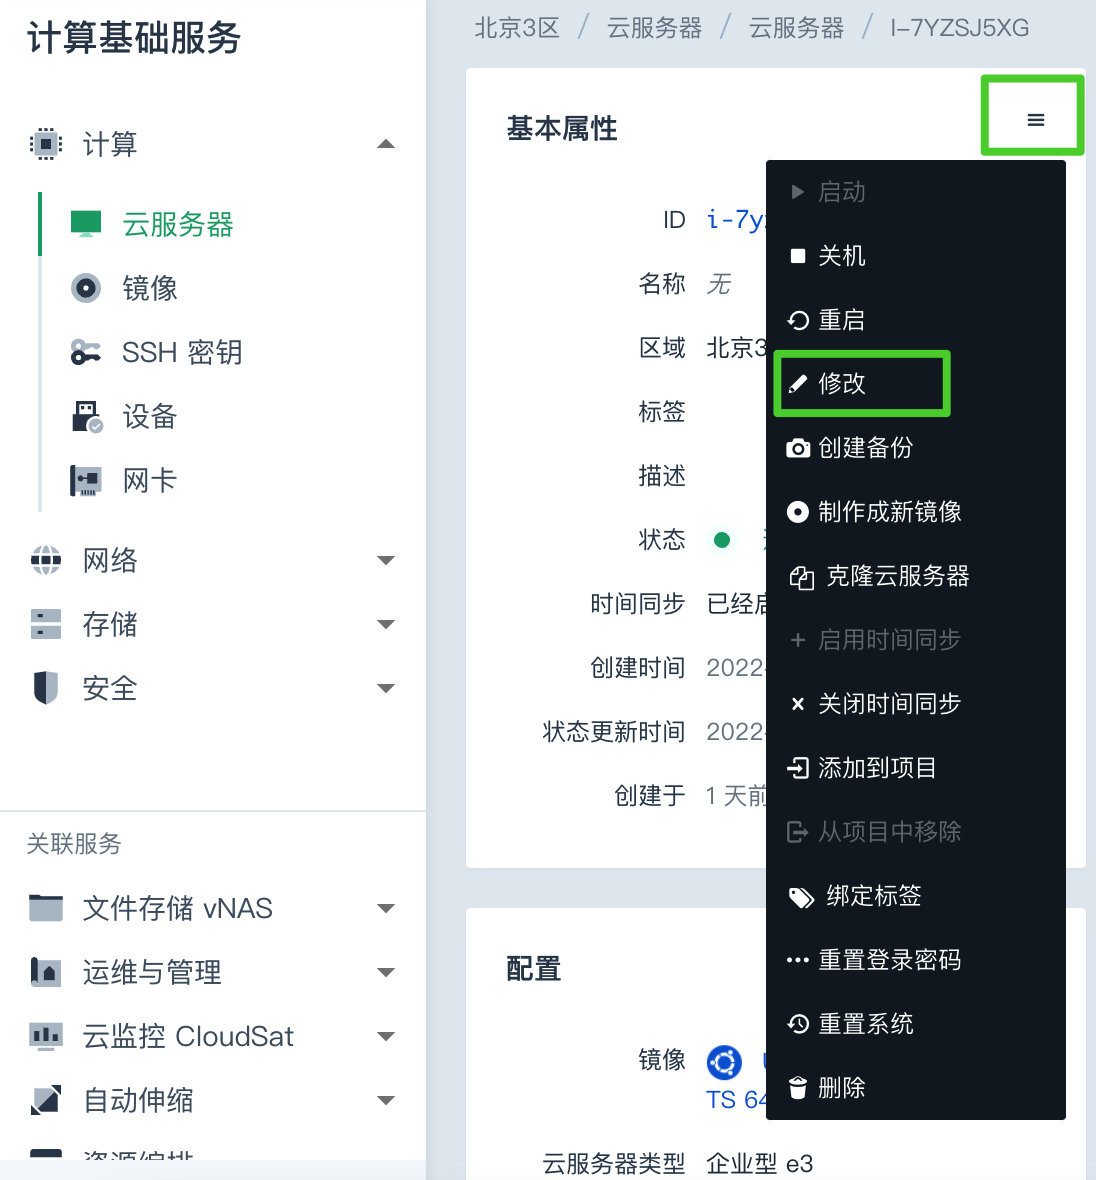 计算基础服务
计算
云服务器
镜像
SSH 密钥
设备
网卡
网络
存储
安全
关联服务
文件存储 vNAS
运维与管理
云监控 CloudSat
自动伸缩
资源编排
北京3区 / 云服务器 / 云服务器 / I-7YZSJ5XG
基本属性
ID i-7y
名称 无
区域 北京3
标签
描述
状态
时间同步 已经启
创建时间 2022-
状态更新时间 2022-
创建于 1 天前
启动
关机
重启
修改
创建备份
制作成新镜像
克隆云服务器
启用时间同步
关闭时间同步
添加到项目
从项目中移除
绑定标签
重置登录密码
重置系统
删除
配置
镜像 U
TS 64
云服务器类型 企业型 e3